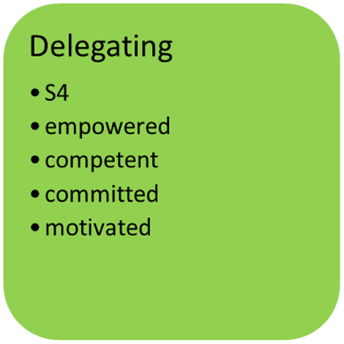 Delegating
• S4
• empowered
• competent
• committed
• motivated